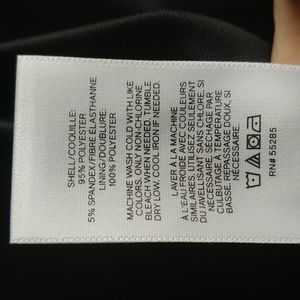 SHELL/COQUILLE:
95% POLYESTER
5% SPANDEX/FIBRE ÉLASTHANNE
LINING/DOUBLURE:
100% POLYESTER
MACHINE WASH COLD WITH LIKE
COLORS. ONLY NON-CHLORINE
BLEACH WHEN NEEDED. TUMBLE
DRY LOW. COOL IRON IF NEEDED.
LAVER À LA MACHINE
À L'EAU FROIDE AVEC COULEURS
SIMILAIRES. UTILISEZ SEULEMENT
DU JAVELLISANT SANS CHLORE, SI
NÉCESSAIRE. SÉCHAGE PAR
CULBUTAGE À TEMPÉRATURE
BASSE. REPASSAGE DOUX, SI
NÉCESSAIRE.
RN# 55285